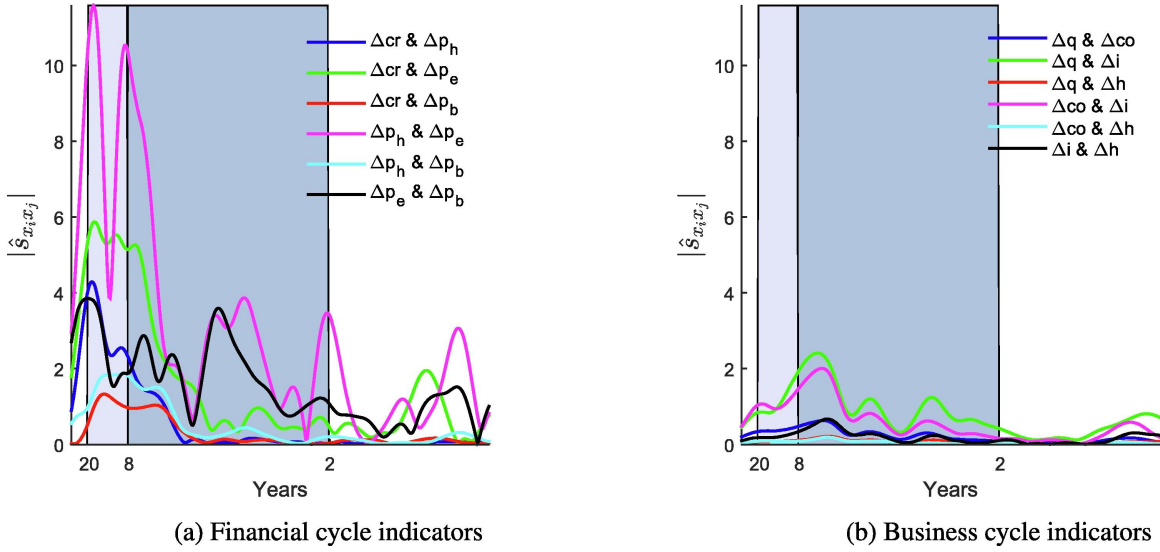 10
8
6
4
2
0
|ŝ_{x_i x_j}|
Δcr & Δp_h
Δcr & Δp_e
Δcr & Δp_b
Δp_h & Δp_e
Δp_h & Δp_b
Δp_e & Δp_b
20 8 2
Years
(a) Financial cycle indicators
10
8
6
4
2
0
|ŝ_{x_i x_j}|
Δq & Δco
Δq & Δi
Δq & Δh
Δco & Δi
Δco & Δh
Δi & Δh
20 8 2
Years
(b) Business cycle indicators